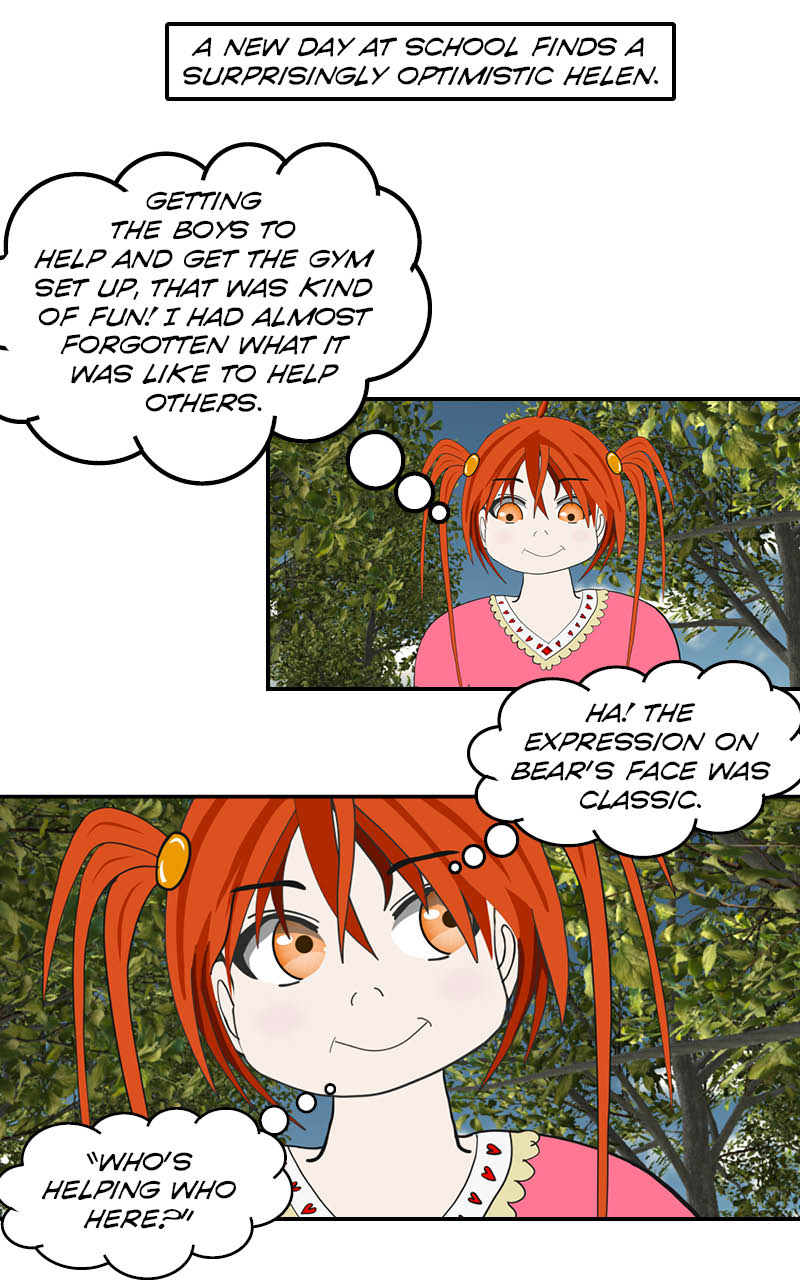 A NEW DAY AT SCHOOL FINDS A
SURPRISINGLY OPTIMISTIC HELEN.
GETTING
THE BOYS TO
HELP AND GET THE GYM
SET UP, THAT WAS KIND
OF FUN! I HAD ALMOST
FORGOTTEN WHAT IT
WAS LIKE TO HELP
OTHERS.
HA! THE
EXPRESSION ON
BEAR'S FACE WAS
CLASSIC.
"WHO'S
HELPING WHO
HERE?"